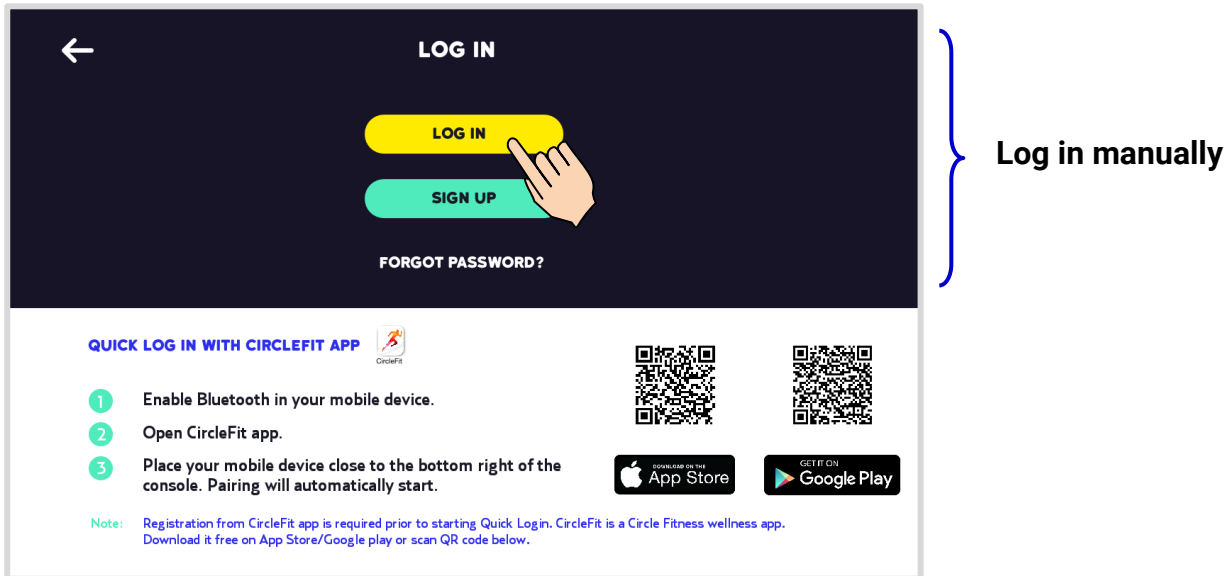 LOG IN
LOG IN
SIGN UP
FORGOT PASSWORD?
Log in manually
QUICK LOG IN WITH CIRCLEFIT APP
CircleFit
1 Enable Bluetooth in your mobile device.
2 Open CircleFit app.
3 Place your mobile device close to the bottom right of the
console. Pairing will automatically start.
DOWNLOAD ON THE
App Store
GET IT ON
Google Play
Note: Registration from CircleFit app is required prior to starting Quick Login. CircleFit is a Circle Fitness wellness app.
Download it free on App Store/Google play or scan QR code below.